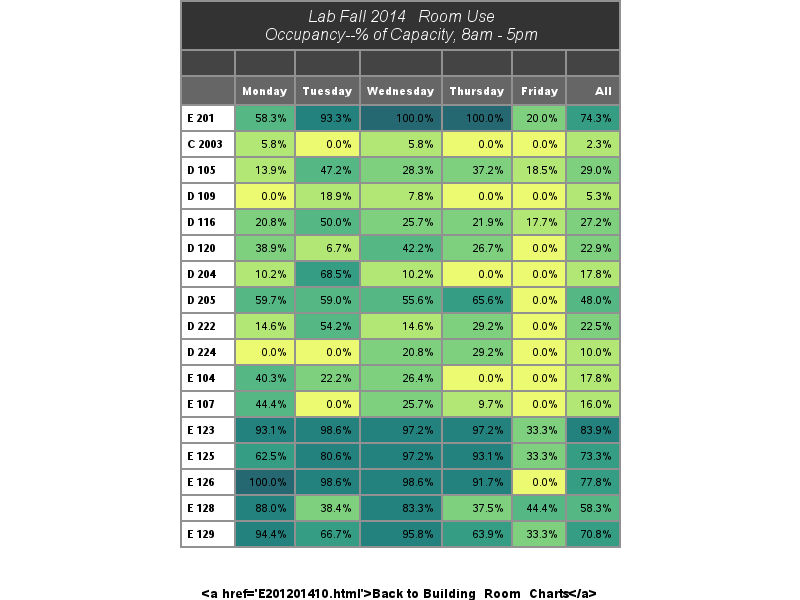 Lab Fall 2014 Room Use
Occupancy--% of Capacity, 8am - 5pm
Monday Tuesday Wednesday Thursday Friday All
E 201 58.3% 93.3% 100.0% 100.0% 20.0% 74.3%
C 2003 5.8% 0.0% 5.8% 0.0% 0.0% 2.3%
D 105 13.9% 47.2% 28.3% 37.2% 18.5% 29.0%
D 109 0.0% 18.9% 7.8% 0.0% 0.0% 5.3%
D 116 20.8% 50.0% 25.7% 21.9% 17.7% 27.2%
D 120 38.9% 6.7% 42.2% 26.7% 0.0% 22.9%
D 204 10.2% 68.5% 10.2% 0.0% 0.0% 17.8%
D 205 59.7% 59.0% 55.6% 65.6% 0.0% 48.0%
D 222 14.6% 54.2% 14.6% 29.2% 0.0% 22.5%
D 224 0.0% 0.0% 20.8% 29.2% 0.0% 10.0%
E 104 40.3% 22.2% 26.4% 0.0% 0.0% 17.8%
E 107 44.4% 0.0% 25.7% 9.7% 0.0% 16.0%
E 123 93.1% 98.6% 97.2% 97.2% 33.3% 83.9%
E 125 62.5% 80.6% 97.2% 93.1% 33.3% 73.3%
E 126 100.0% 98.6% 98.6% 91.7% 0.0% 77.8%
E 128 88.0% 38.4% 83.3% 37.5% 44.4% 58.3%
E 129 94.4% 66.7% 95.8% 63.9% 33.3% 70.8%
<a href='E201201410.html'>Back to Building_Room_Charts</a>